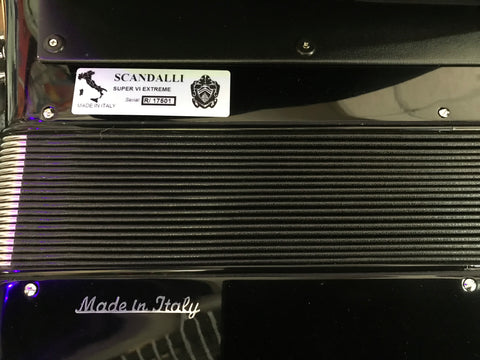 SCANDALLI
SUPER VI EXTREME
MADE IN ITALY
Serial: R/ 17501
Made in Italy